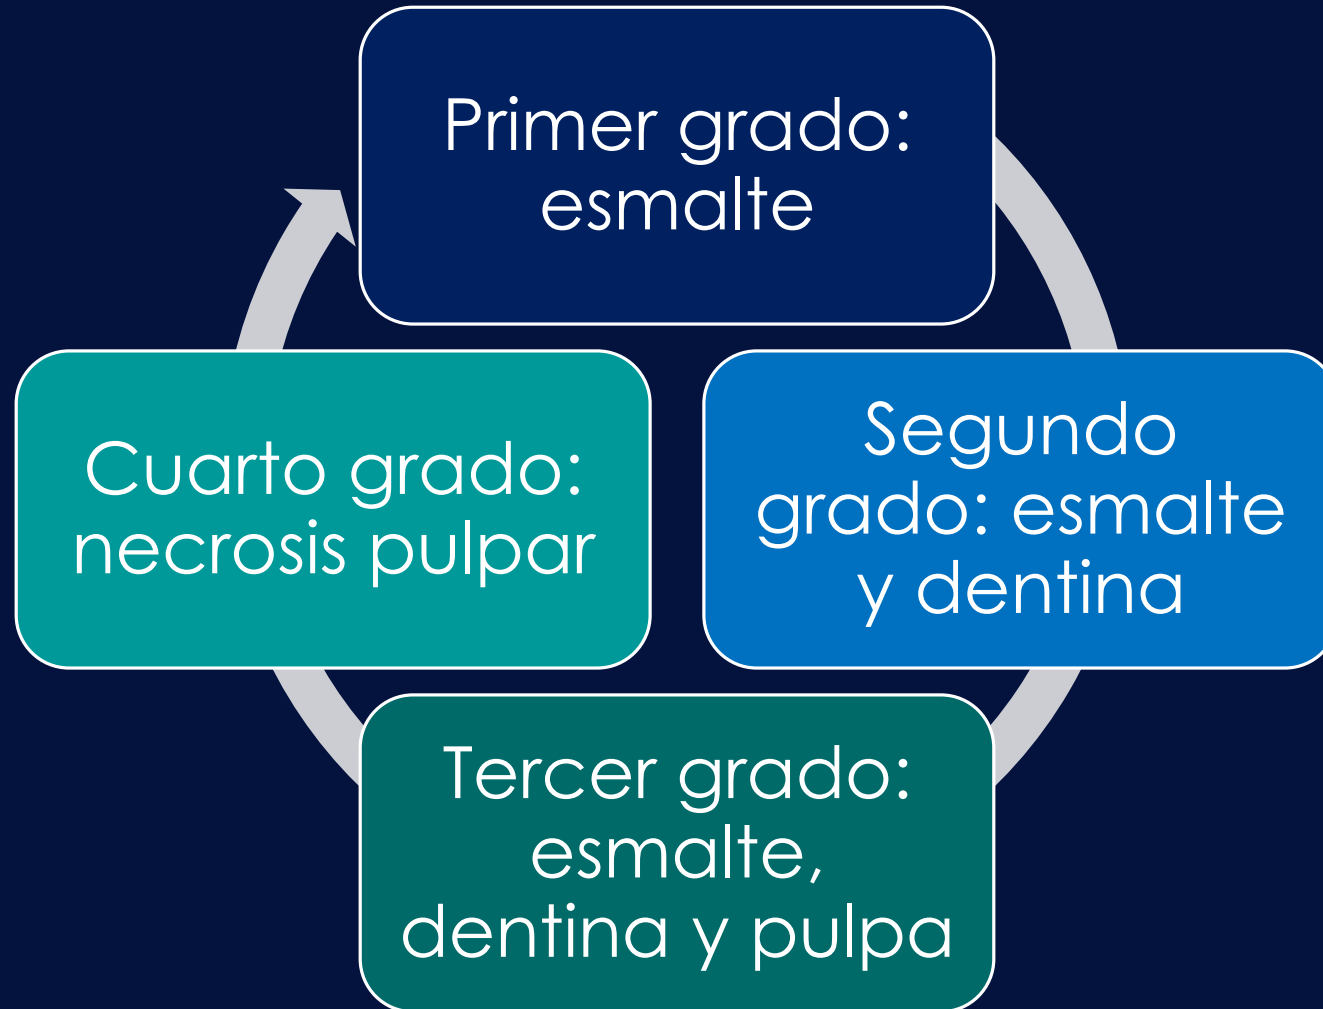 Primer grado:
esmalte
Segundo
grado: esmalte
y dentina
Tercer grado:
esmalte,
dentina y pulpa
Cuarto grado:
necrosis pulpar